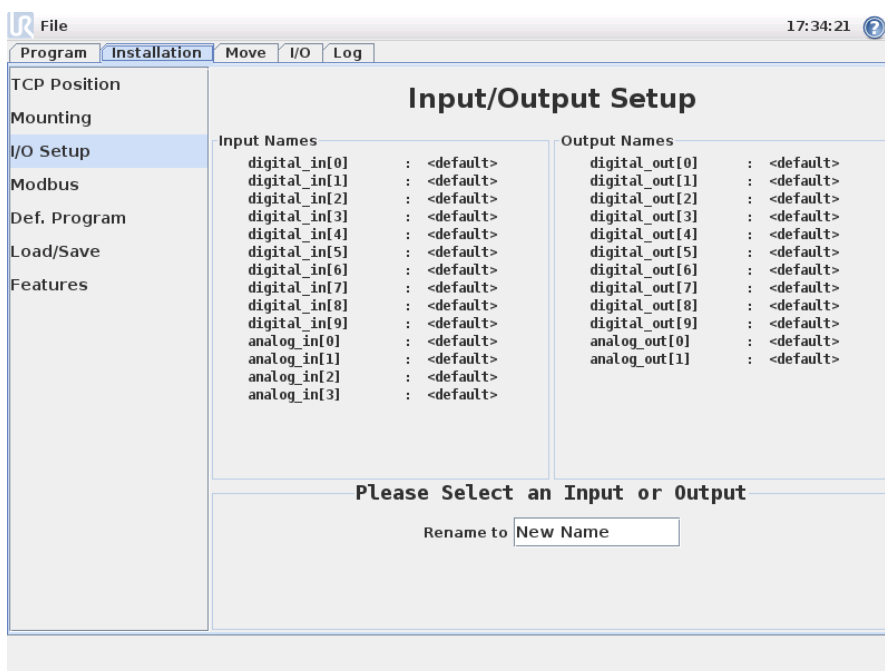 UR File 17:34:21 ?
Program Installation Move I/O Log
TCP Position
Mounting
I/O Setup
Modbus
Def. Program
Load/Save
Features
Input/Output Setup
Input Names
digital_in[0] : <default>
digital_in[1] : <default>
digital_in[2] : <default>
digital_in[3] : <default>
digital_in[4] : <default>
digital_in[5] : <default>
digital_in[6] : <default>
digital_in[7] : <default>
digital_in[8] : <default>
digital_in[9] : <default>
analog_in[0] : <default>
analog_in[1] : <default>
analog_in[2] : <default>
analog_in[3] : <default>
Output Names
digital_out[0] : <default>
digital_out[1] : <default>
digital_out[2] : <default>
digital_out[3] : <default>
digital_out[4] : <default>
digital_out[5] : <default>
digital_out[6] : <default>
digital_out[7] : <default>
digital_out[8] : <default>
digital_out[9] : <default>
analog_out[0] : <default>
analog_out[1] : <default>
Please Select an Input or Output
Rename to New Name